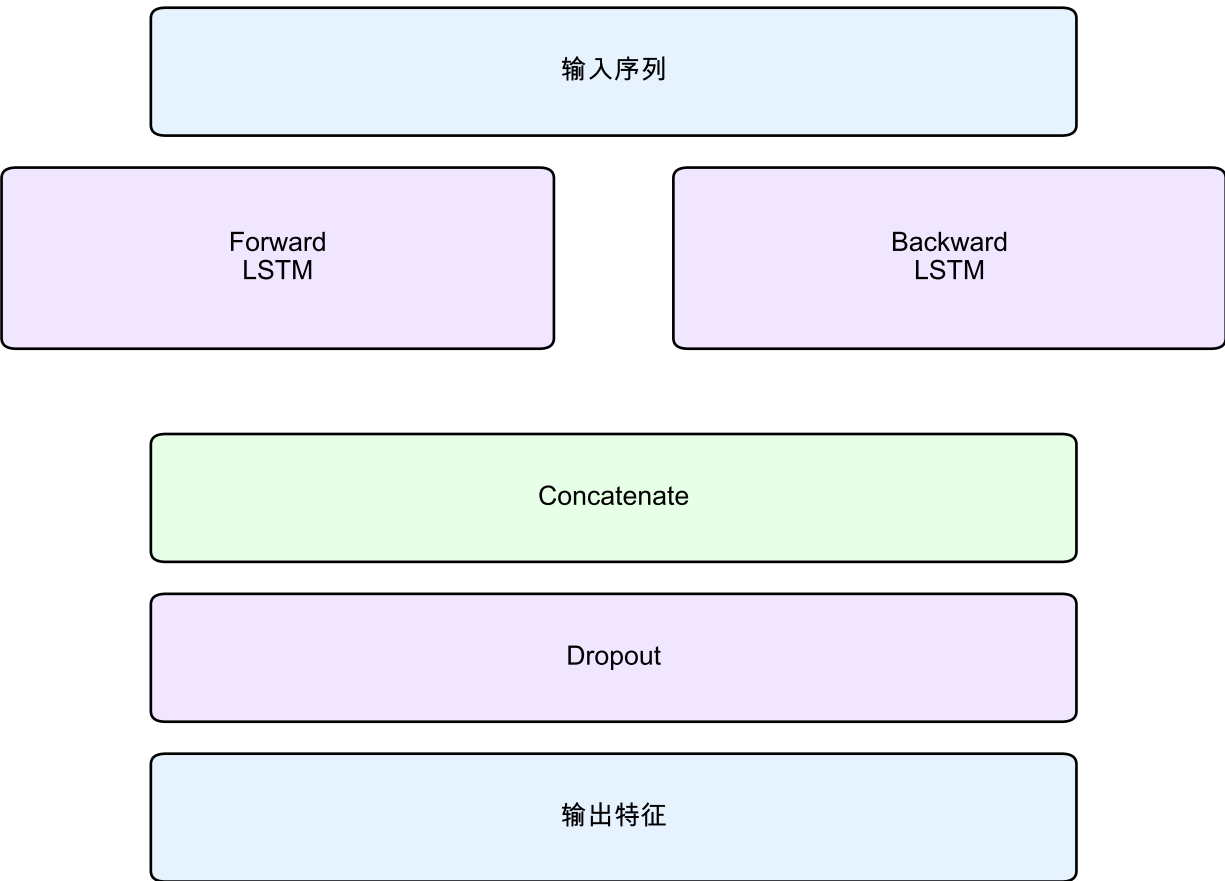 输入序列
Forward
LSTM
Backward
LSTM
Concatenate
Dropout
输出特征